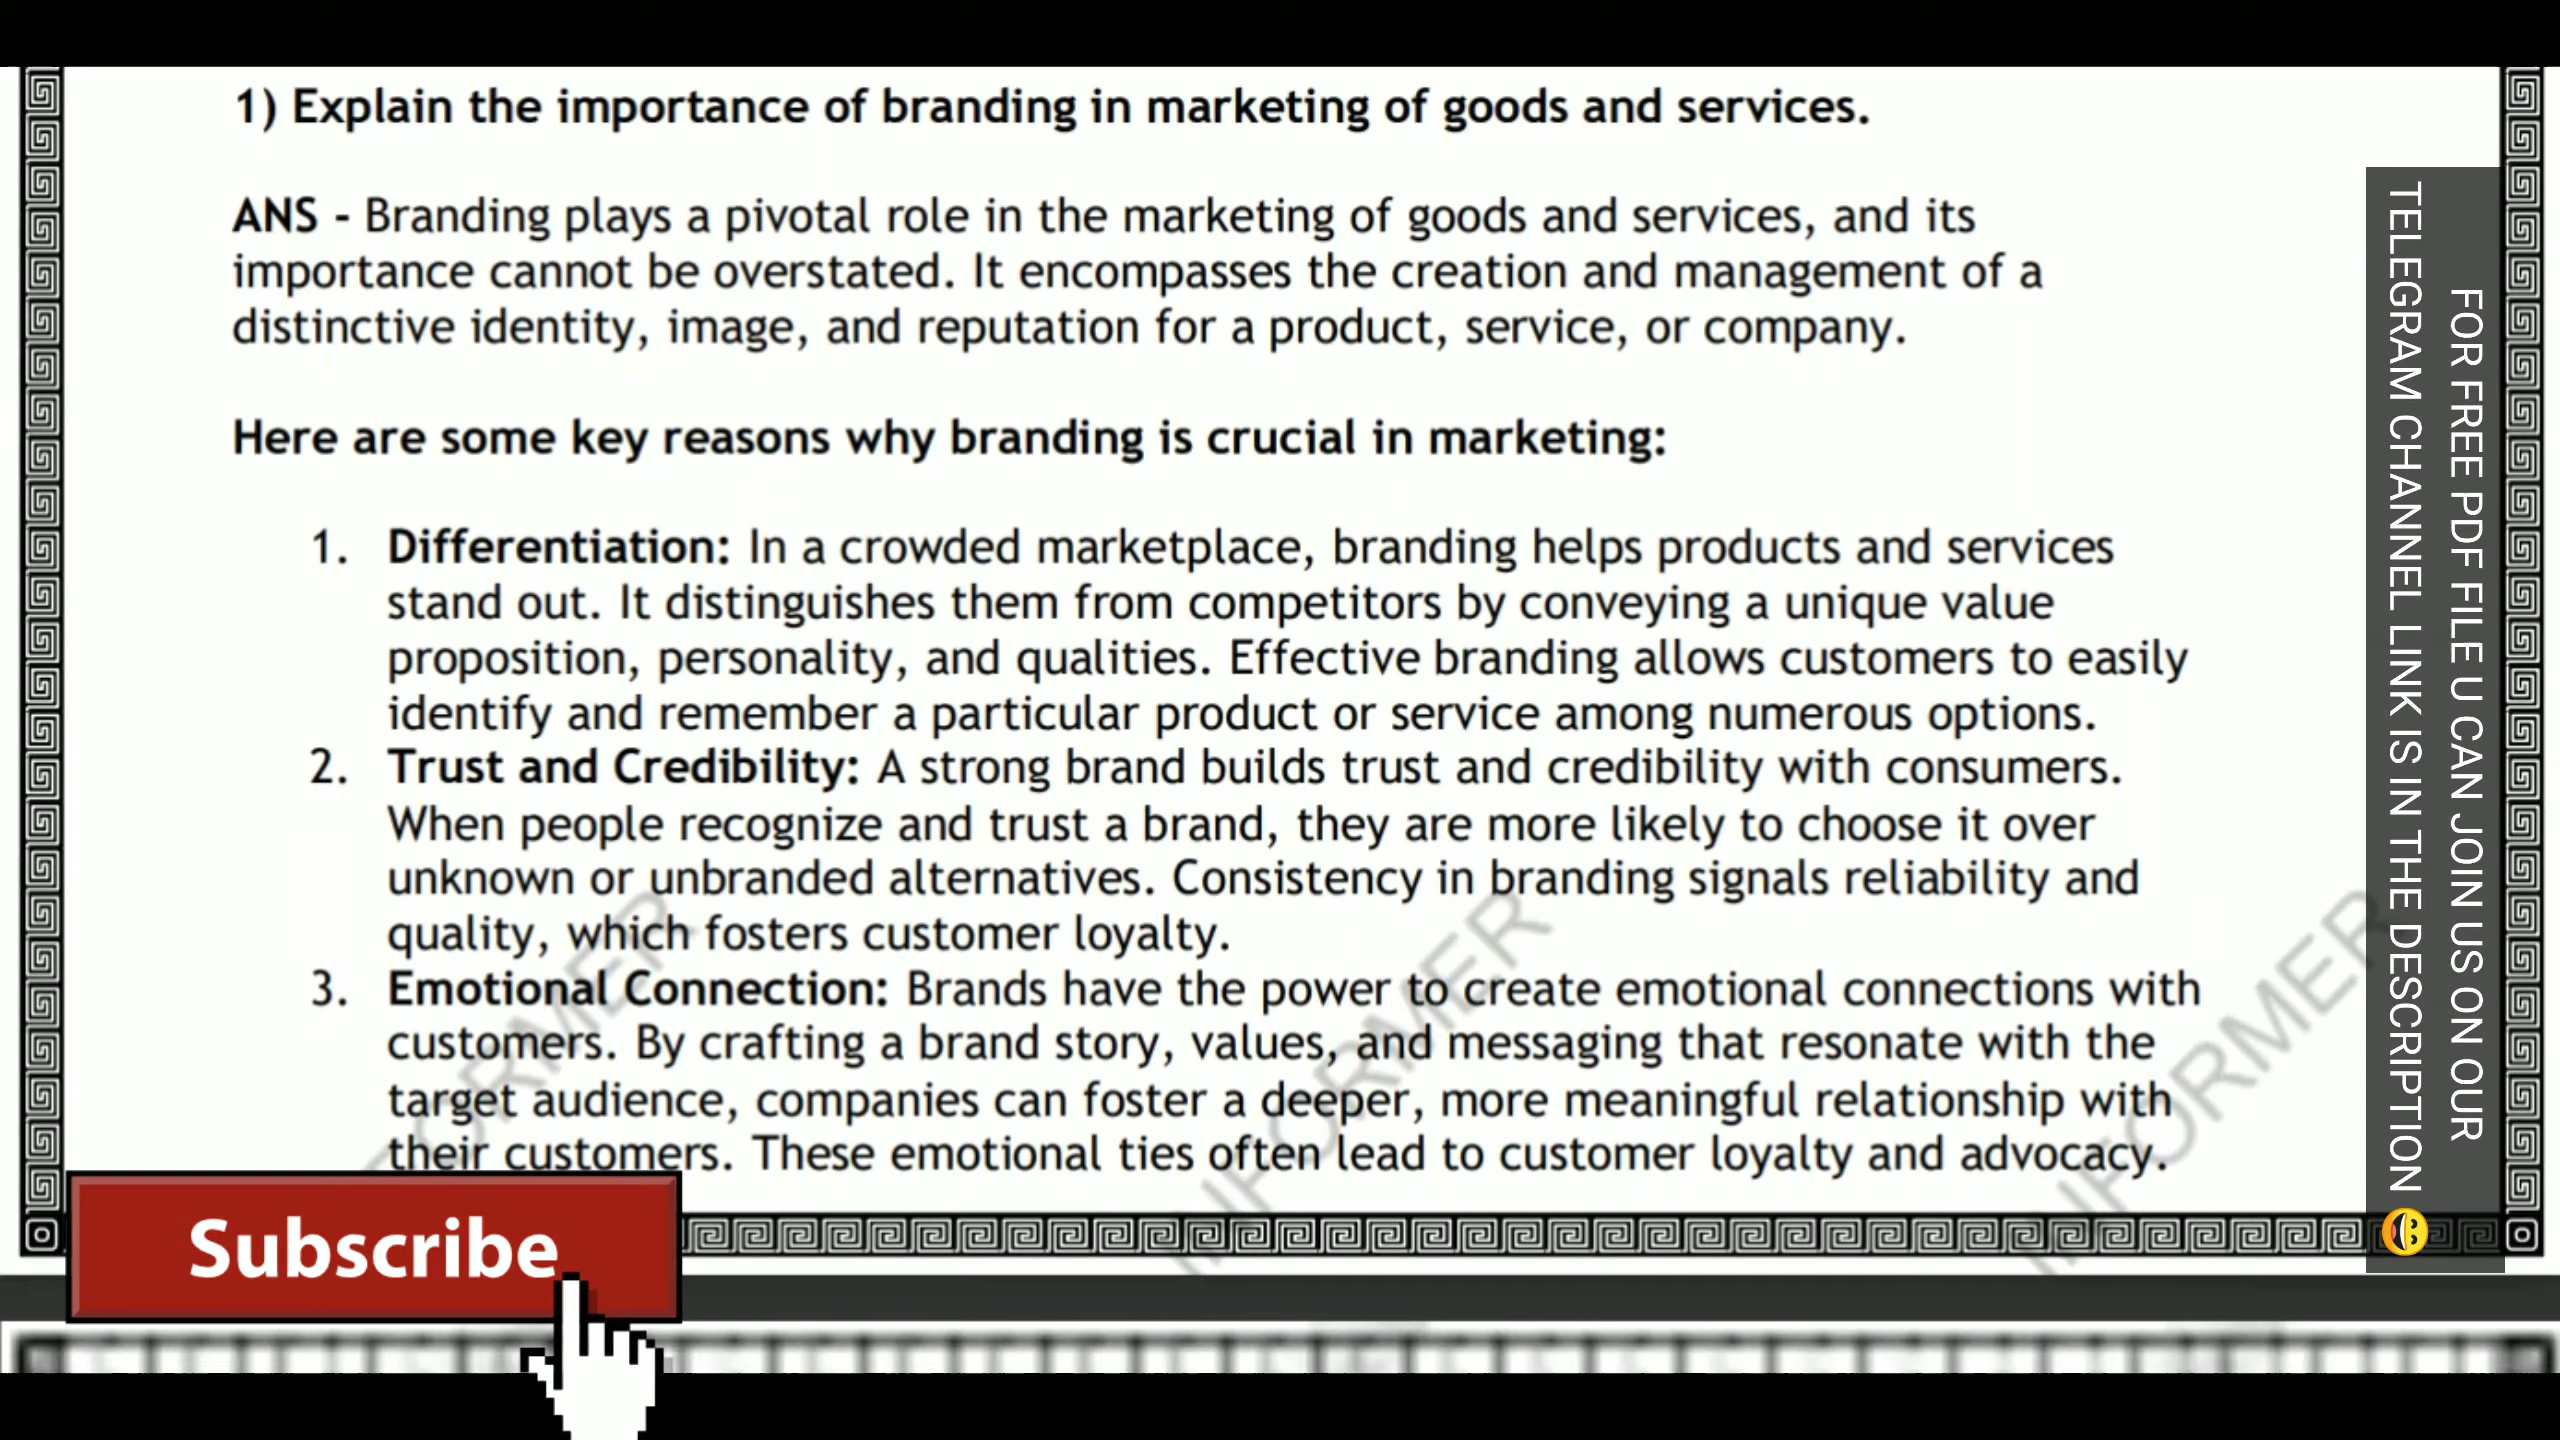 1) Explain the importance of branding in marketing of goods and services.
ANS - Branding plays a pivotal role in the marketing of goods and services, and its
importance cannot be overstated. It encompasses the creation and management of a
distinctive identity, image, and reputation for a product, service, or company.
Here are some key reasons why branding is crucial in marketing:
1. Differentiation: In a crowded marketplace, branding helps products and services
stand out. It distinguishes them from competitors by conveying a unique value
proposition, personality, and qualities. Effective branding allows customers to easily
identify and remember a particular product or service among numerous options.
2. Trust and Credibility: A strong brand builds trust and credibility with consumers.
When people recognize and trust a brand, they are more likely to choose it over
unknown or unbranded alternatives. Consistency in branding signals reliability and
quality, which fosters customer loyalty.
3. Emotional Connection: Brands have the power to create emotional connections with
customers. By crafting a brand story, values, and messaging that resonate with the
target audience, companies can foster a deeper, more meaningful relationship with
their customers. These emotional ties often lead to customer loyalty and advocacy.
FOR FREE PDF FILE U CAN JOIN US ON OUR
TELEGRAM CHANNEL LINK IS IN THE DESCRIPTION
INFORMER
INFORMER
Subscribe